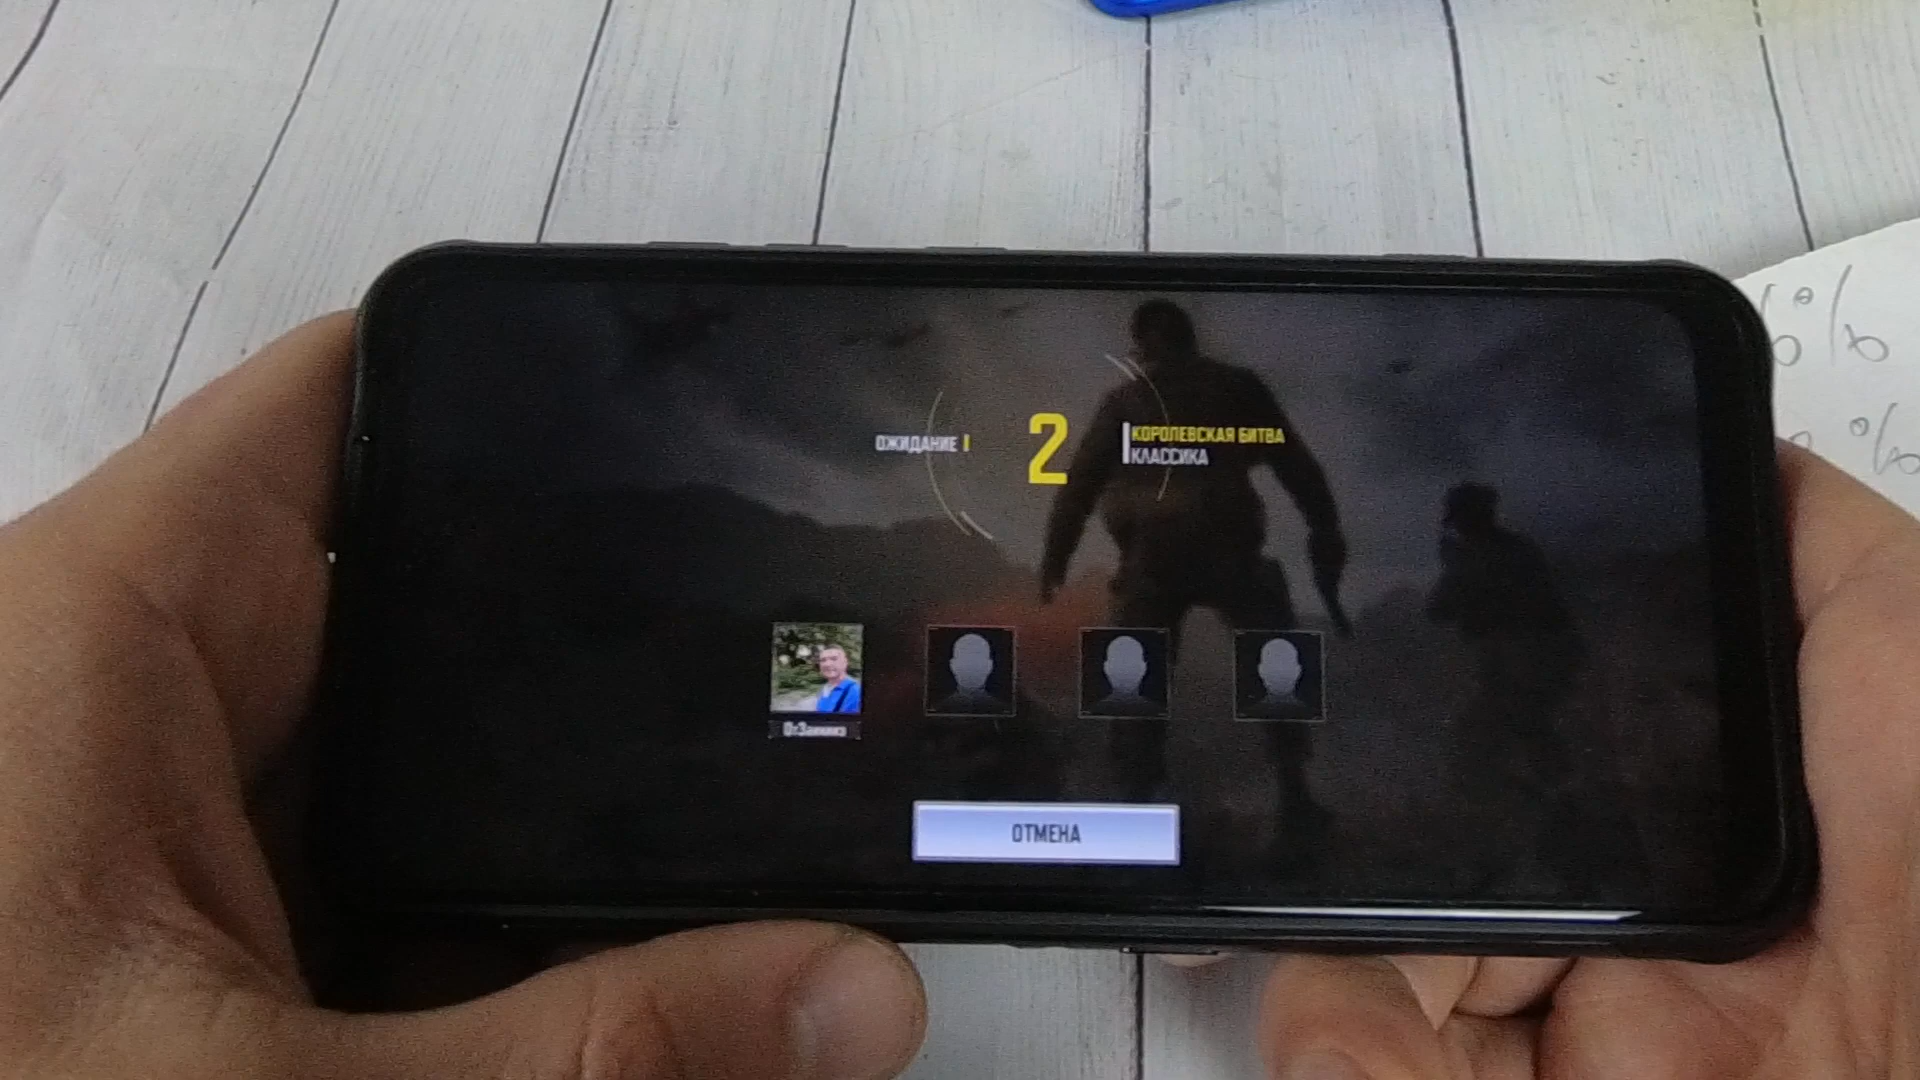 ОЖИДАНИЕ
2
КОРОЛЕВСКАЯ БИТВА
КЛАССИКА
ОТМЕНА
%
%